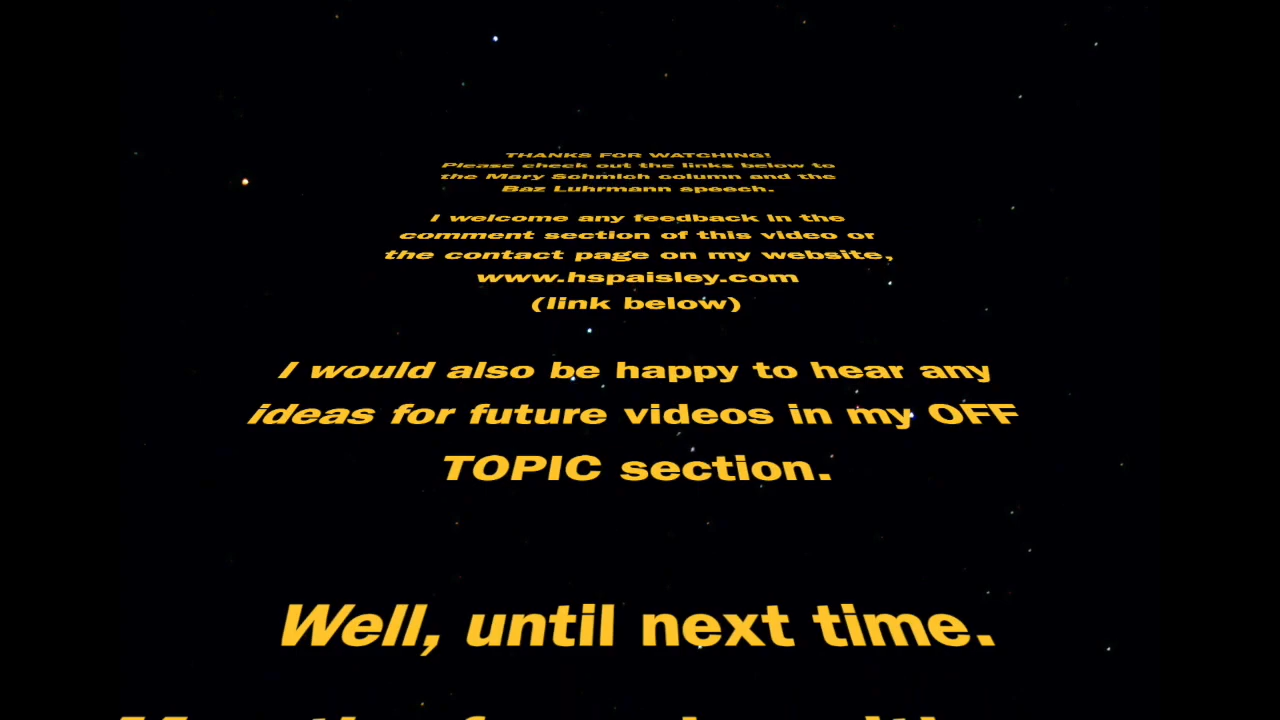 THANKS FOR WATCHING!
Please check out the links below to
the Mary Schmich column and the
Baz Luhrmann speech.
I welcome any feedback in the
comment section of this video or
the contact page on my website,
www.hspaisley.com
(link below)
I would also be happy to hear any
ideas for future videos in my OFF
TOPIC section.
Well, until next time.